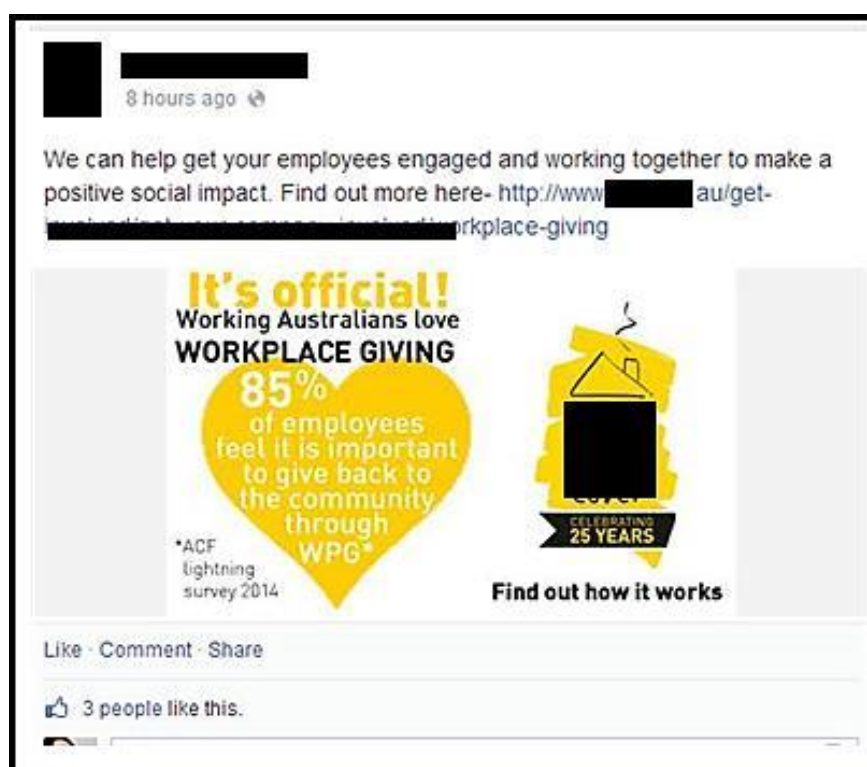 8 hours ago
We can help get your employees engaged and working together to make a
positive social impact. Find out more here- http://www au/get-
rkplace-giving
It's official!
Working Australians love
WORKPLACE GIVING
85%
of employees
feel it is important
to give back to
the community
through
WPG*
*ACF
lightning
survey 2014
CELEBRATING
25 YEARS
Find out how it works
Like · Comment · Share
3 people like this.